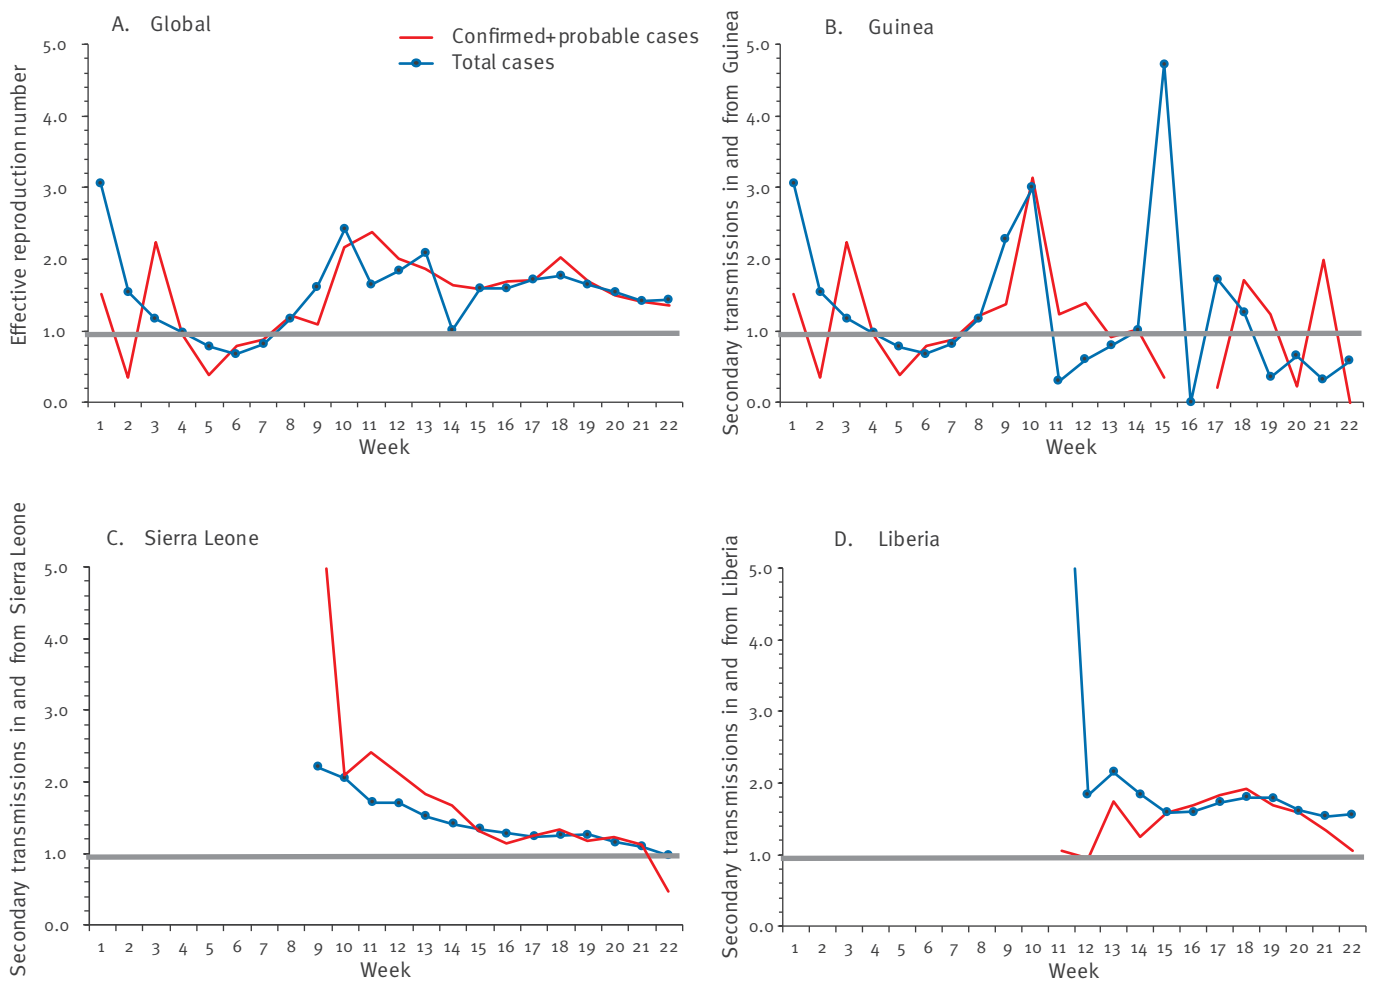 A. Global
Confirmed+probable cases
Total cases
Effective reproduction number
5.0
4.0
3.0
2.0
1.0
0.0
1 2 3 4 5 6 7 8 9 10 11 12 13 14 15 16 17 18 19 20 21 22
Week
B. Guinea
Secondary transmissions in and from Guinea
5.0
4.0
3.0
2.0
1.0
0.0
1 2 3 4 5 6 7 8 9 10 11 12 13 14 15 16 17 18 19 20 21 22
Week
C. Sierra Leone
Secondary transmissions in and from Sierra Leone
5.0
4.0
3.0
2.0
1.0
0.0
1 2 3 4 5 6 7 8 9 10 11 12 13 14 15 16 17 18 19 20 21 22
Week
D. Liberia
Secondary transmissions in and from Liberia
5.0
4.0
3.0
2.0
1.0
0.0
1 2 3 4 5 6 7 8 9 10 11 12 13 14 15 16 17 18 19 20 21 22
Week